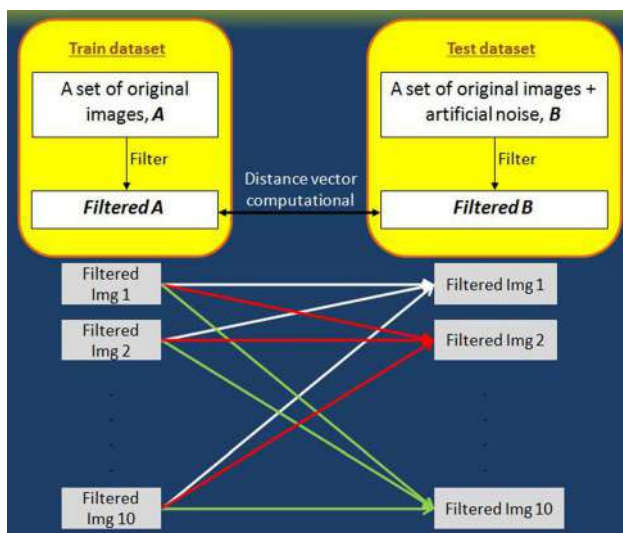 Train dataset
A set of original
images, A
Filter
Filtered A
Distance vector
computational
Test dataset
A set of original images +
artificial noise, B
Filter
Filtered B
Filtered
Img 1
Filtered Img 1
Filtered
Img 2
Filtered Img 2
Filtered
Img 10
Filtered Img 10